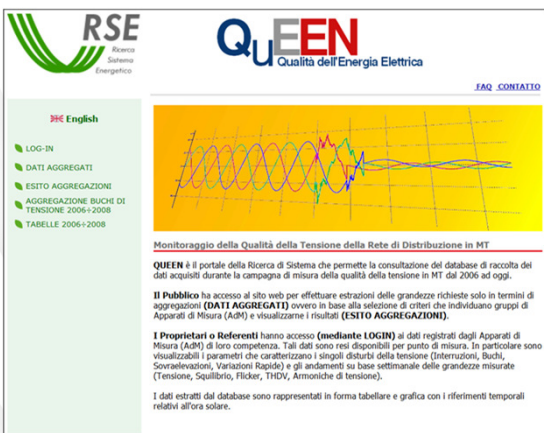 RSE
Ricerca
Sistema
Energetico
QuEEN
Qualità dell'Energia Elettrica
FAQ CONTATTO
English
LOG-IN
DATI AGGREGATI
ESITO AGGREGAZIONI
AGGREGAZIONE BUCHI DI
TENSIONE 2006÷2008
TABELLE 2006÷2008
Monitoraggio della Qualità della Tensione della Rete di Distribuzione in MT
QUEEN è il portale della Ricerca di Sistema che permette la consultazione del database di raccolta dei
dati acquisiti durante la campagna di misura della qualità della tensione in MT dal 2006 ad oggi.
Il Pubblico ha accesso al sito web per effettuare estrazioni delle grandezze richieste solo in termini di
aggregazioni (DATI AGGREGATI) ovvero in base alla selezione di criteri che individuano gruppi di
Apparati di Misura (AdM) e visualizzarne i risultati (ESITO AGGREGAZIONI).
I Proprietari o Referenti hanno accesso (mediante LOGIN) ai dati registrati dagli Apparati di
Misura (AdM) di loro competenza. Tali dati sono resi disponibili per punto di misura. In particolare sono
visualizzabili i parametri che caratterizzano i singoli disturbi della tensione (Interruzioni, Buchi,
Sovraelevazioni, Variazioni Rapide) e gli andamenti su base settimanale delle grandezze misurate
(Tensione, Squilibrio, Flicker, THDV, Armoniche di tensione).
I dati estratti dal database sono rappresentati in forma tabellare e grafica con i riferimenti temporali
relativi all'ora solare.